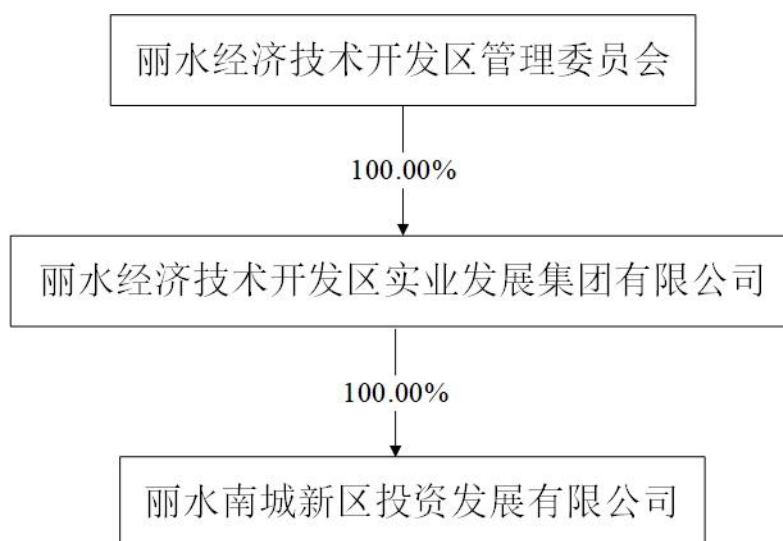 丽水经济技术开发区管理委员会
100.00%
丽水经济技术开发区实业发展集团有限公司
100.00%
丽水南城新区投资发展有限公司